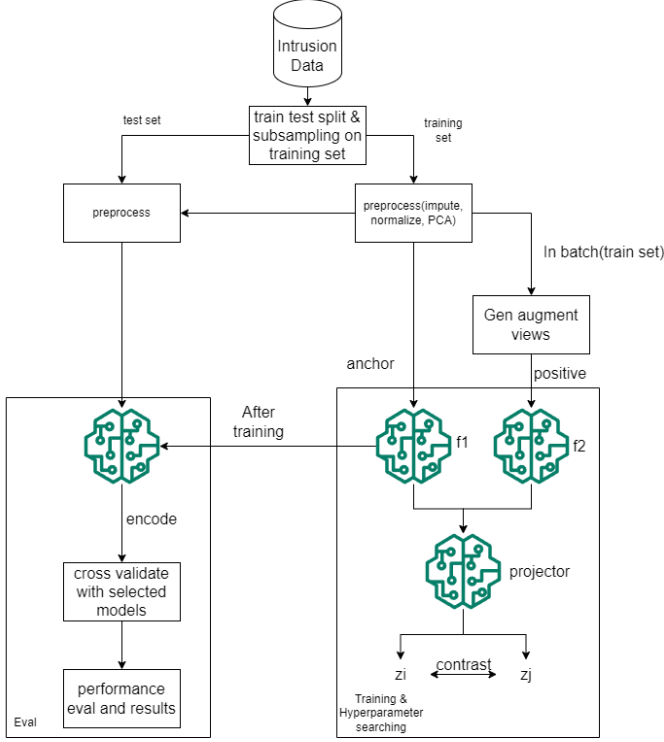 Intrusion
Data
train test split &
subsampling on
training set
test set
training
set
preprocess
preprocess(impute,
normalize, PCA)
In batch(train set)
Gen augment
views
anchor
positive
After
training
f1
f2
encode
projector
cross validate
with selected
models
zi
contrast
zj
performance
eval and results
Eval
Training &
Hyperparameter
searching